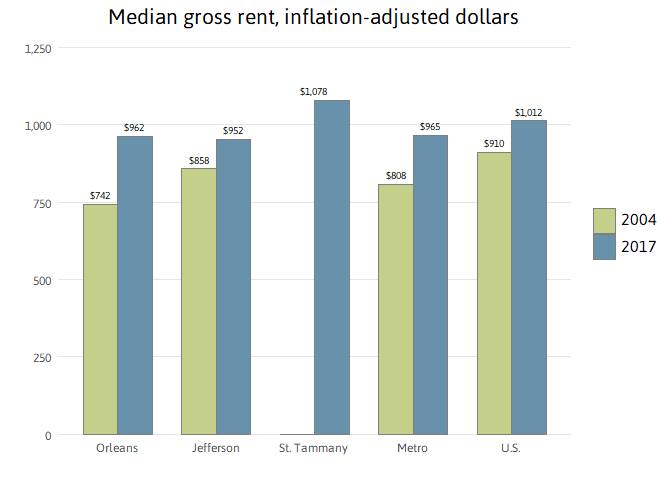 Median gross rent, inflation-adjusted dollars
1,250
1,000
750
500
250
0
$742
$962
$858
$952
$1,078
$808
$965
$910
$1,012
Orleans
Jefferson
St. Tammany
Metro
U.S.
2004
2017